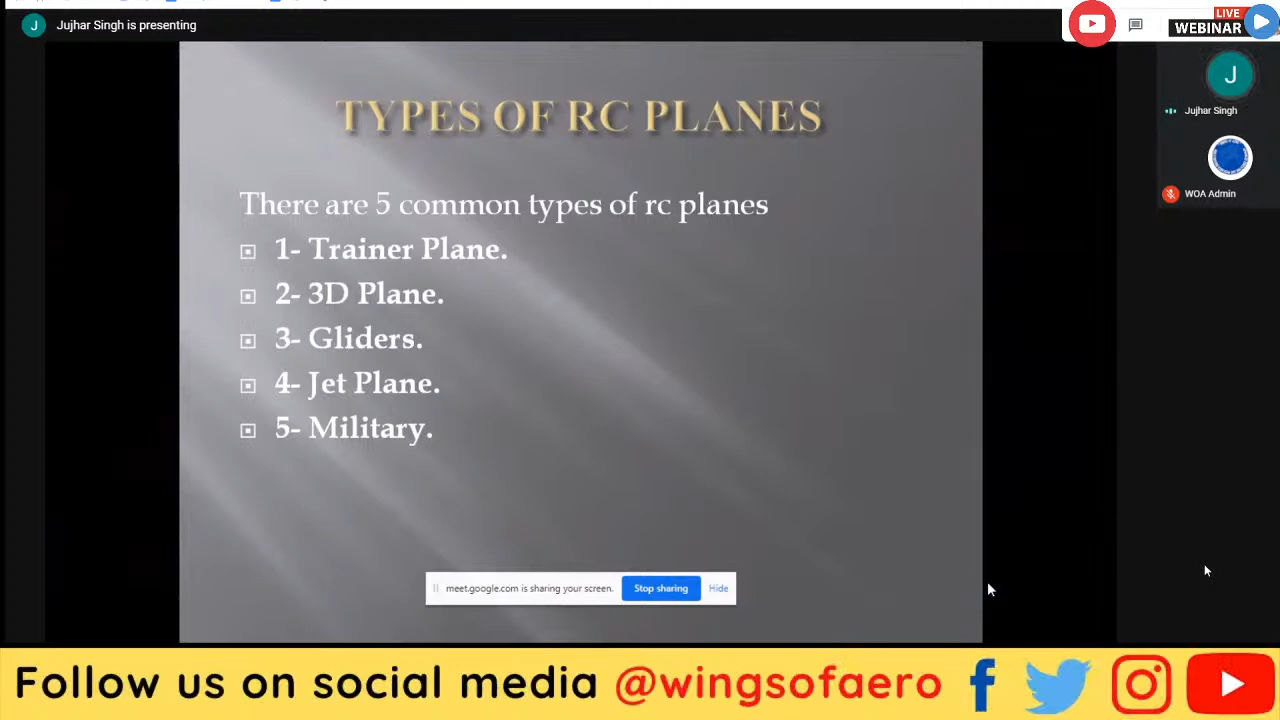 J Jujhar Singh is presenting
LIVE
WEBINAR
TYPES OF RC PLANES
There are 5 common types of rc planes
1- Trainer Plane.
2- 3D Plane.
3- Gliders.
4- Jet Plane.
5- Military.
J
Jujhar Singh
WOA Admin
meet.google.com is sharing your screen. Stop sharing Hide
Follow us on social media @wingsofaero